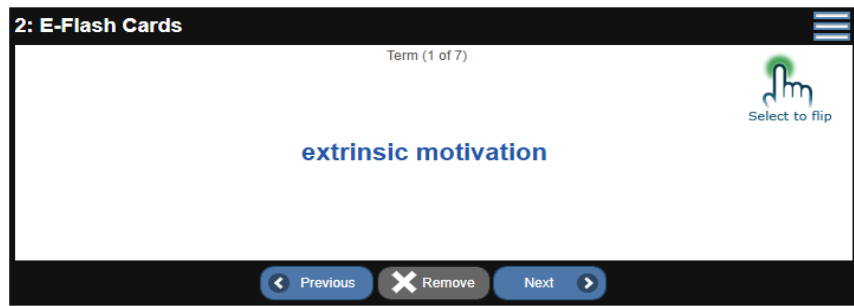 2: E-Flash Cards
Term (1 of 7)
Select to flip
extrinsic motivation
Previous Remove Next